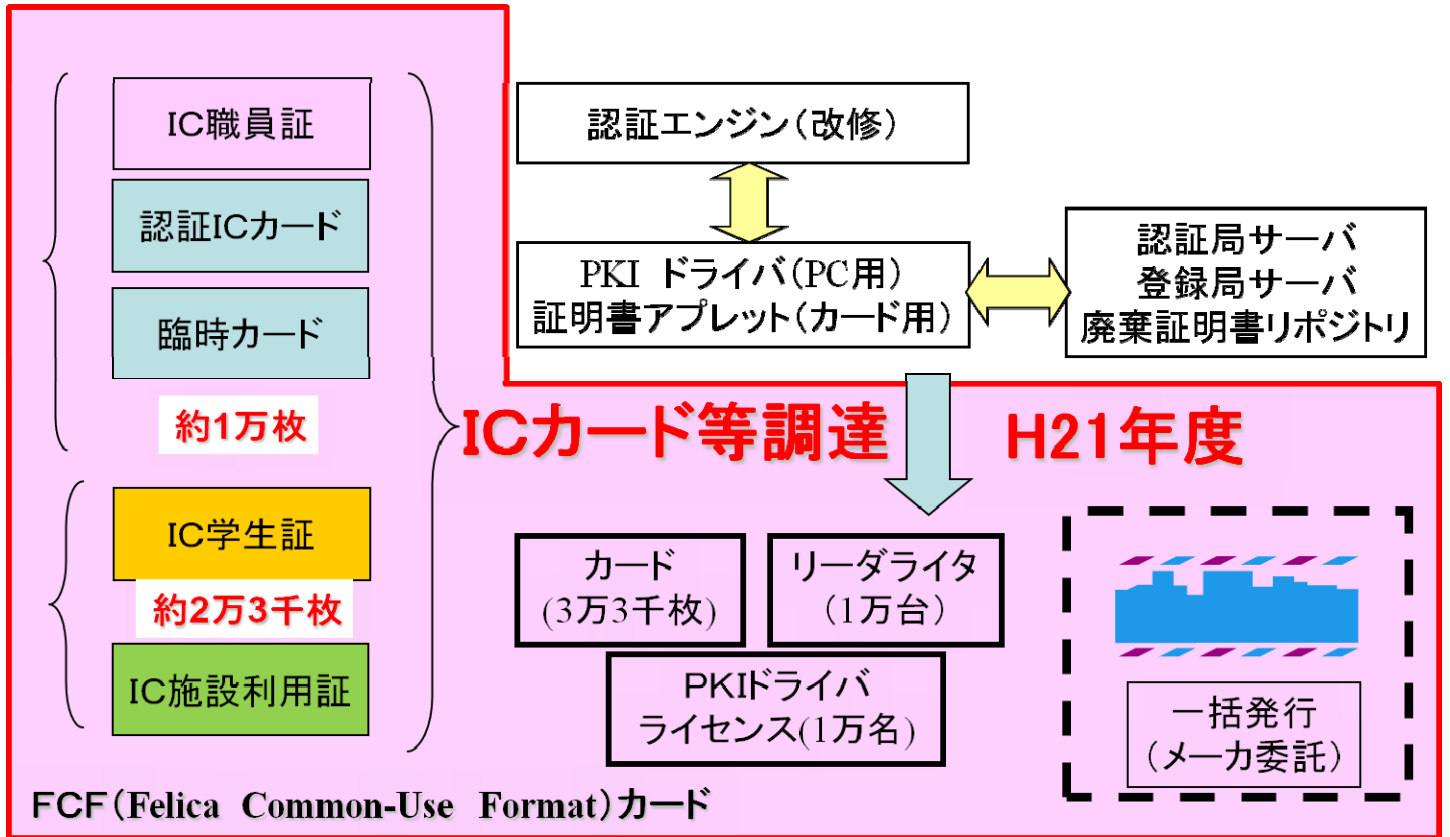 IC職員証
認証ICカード
臨時カード
約1万枚
IC学生証
約2万3千枚
IC施設利用証
認証エンジン（改修）
PKI ドライバ（PC用）
証明書アプレット（カード用）
認証局サーバ
登録局サーバ
廃棄証明書リポジトリ
ICカード等調達 H21年度
カード
(3万3千枚)
リーダライタ
（1万台）
PKIドライバ
ライセンス(1万名)
一括発行
（メーカ委託）
FCF（Felica Common-Use Format）カード